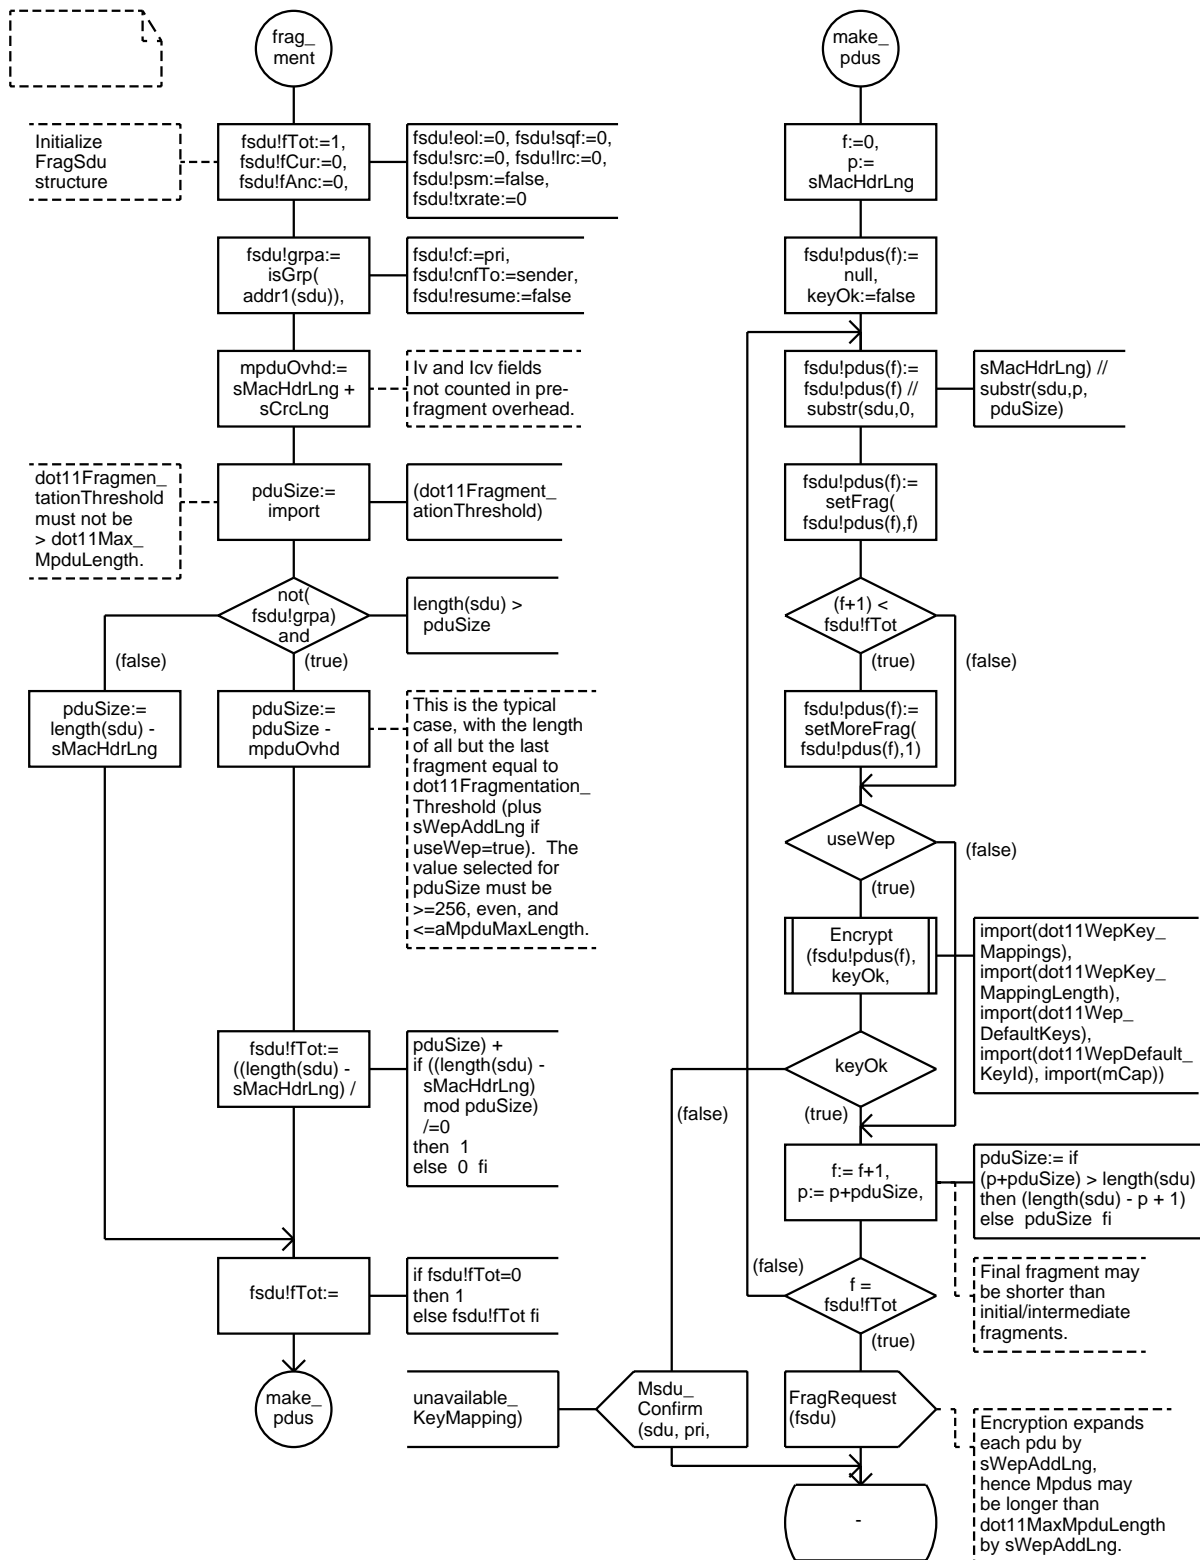 frag_
ment
Initialize
FragSdu
structure
fsdu!fTot:=1,
fsdu!fCur:=0,
fsdu!fAnc:=0,
fsdu!eol:=0, fsdu!sqf:=0,
fsdu!src:=0, fsdu!lrc:=0,
fsdu!psm:=false,
fsdu!txrate:=0
fsdu!grpa:=
isGrp(
addr1(sdu)),
fsdu!cf:=pri,
fsdu!cnfTo:=sender,
fsdu!resume:=false
mpduOvhd:=
sMacHdrLng +
sCrcLng
Iv and Icv fields
not counted in pre-
fragment overhead.
dot11Fragmen_
tationThreshold
must not be
> dot11Max_
MpduLength.
pduSize:=
import
(dot11Fragment_
ationThreshold)
not(
fsdu!grpa)
and
length(sdu) >
pduSize
(false)
(true)
pduSize:=
length(sdu) -
sMacHdrLng
pduSize:=
pduSize -
mpduOvhd
This is the typical
case, with the length
of all but the last
fragment equal to
dot11Fragmentation_
Threshold (plus
sWepAddLng if
useWep=true).  The
value selected for
pduSize must be
>=256, even, and
<=aMpduMaxLength.
fsdu!fTot:=
((length(sdu) -
sMacHdrLng) /
pduSize) +
if ((length(sdu) -
sMacHdrLng)
mod pduSize)
/=0
then  1
else  0  fi
fsdu!fTot:=
if fsdu!fTot=0
then 1
else fsdu!fTot fi
make_
pdus
make_
pdus
f:=0,
p:=
sMacHdrLng
fsdu!pdus(f):=
null,
keyOk:=false
fsdu!pdus(f):=
fsdu!pdus(f) //
substr(sdu,0,
sMacHdrLng) //
substr(sdu,p,
pduSize)
fsdu!pdus(f):=
setFrag(
fsdu!pdus(f),f)
(f+1) <
fsdu!fTot
(true)
(false)
fsdu!pdus(f):=
setMoreFrag(
fsdu!pdus(f),1)
useWep
(false)
(true)
Encrypt
(fsdu!pdus(f),
keyOk,
import(dot11WepKey_
Mappings),
import(dot11WepKey_
MappingLength),
import(dot11Wep_
DefaultKeys),
import(dot11WepDefault_
KeyId), import(mCap))
keyOk
(false)
(true)
f:= f+1,
p:= p+pduSize,
pduSize:= if
(p+pduSize) > length(sdu)
then (length(sdu) - p + 1)
else  pduSize  fi
(false)
f =
fsdu!fTot
(true)
Final fragment may
be shorter than
initial/intermediate
fragments.
unavailable_
KeyMapping)
Msdu_
Confirm
(sdu, pri,
FragRequest
(fsdu)
Encryption expands
each pdu by
sWepAddLng,
hence Mpdus may
be longer than
dot11MaxMpduLength
by sWepAddLng.
-